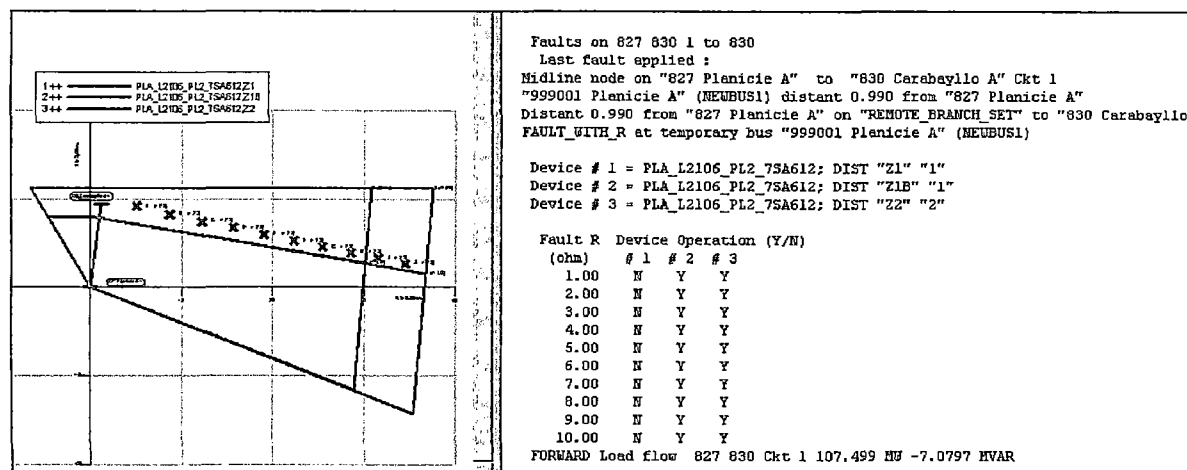 1 ++ PLA_L2106_PL2_7SA612Z1
2 ++ PLA_L2106_PL2_7SA612Z1B
3 ++ PLA_L2106_PL2_7SA612Z2
Faults on 827 830 1 to 830
Last fault applied :
Midline node on "827 Planicie A" to "830 Carabayllo A" Ckt 1
"999001 Planicie A" (NEWBUS1) distant 0.990 from "827 Planicie A"
Distant 0.990 from "827 Planicie A" on "REMOTE_BRANCH_SET" to "830 Carabayllo
FAULT_WITH_R at temporary bus "999001 Planicie A" (NEWBUS1)
Device # 1 = PLA_L2106_PL2_7SA612; DIST "Z1" "1"
Device # 2 = PLA_L2106_PL2_7SA612; DIST "Z1B" "1"
Device # 3 = PLA_L2106_PL2_7SA612; DIST "Z2" "2"
Fault R Device Operation (Y/N)
(ohm) # 1 # 2 # 3
1.00 N Y Y
2.00 N Y Y
3.00 N Y Y
4.00 N Y Y
5.00 N Y Y
6.00 N Y Y
7.00 N Y Y
8.00 N Y Y
9.00 N Y Y
10.00 N Y Y
FORWARD Load flow 827 830 Ckt 1 107.499 MW -7.0797 MVAR